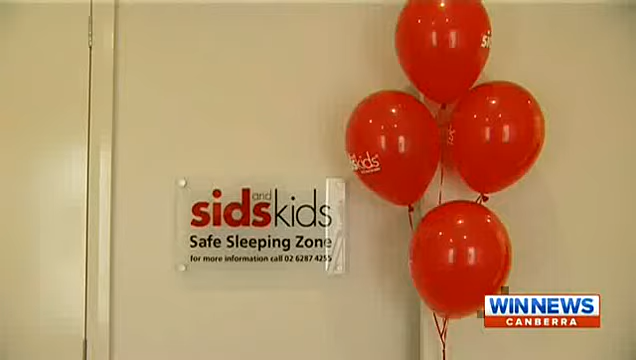 sids and kids
Safe Sleeping Zone
for more information call 02 6287 4255
kids
WIN NEWS
CANBERRA